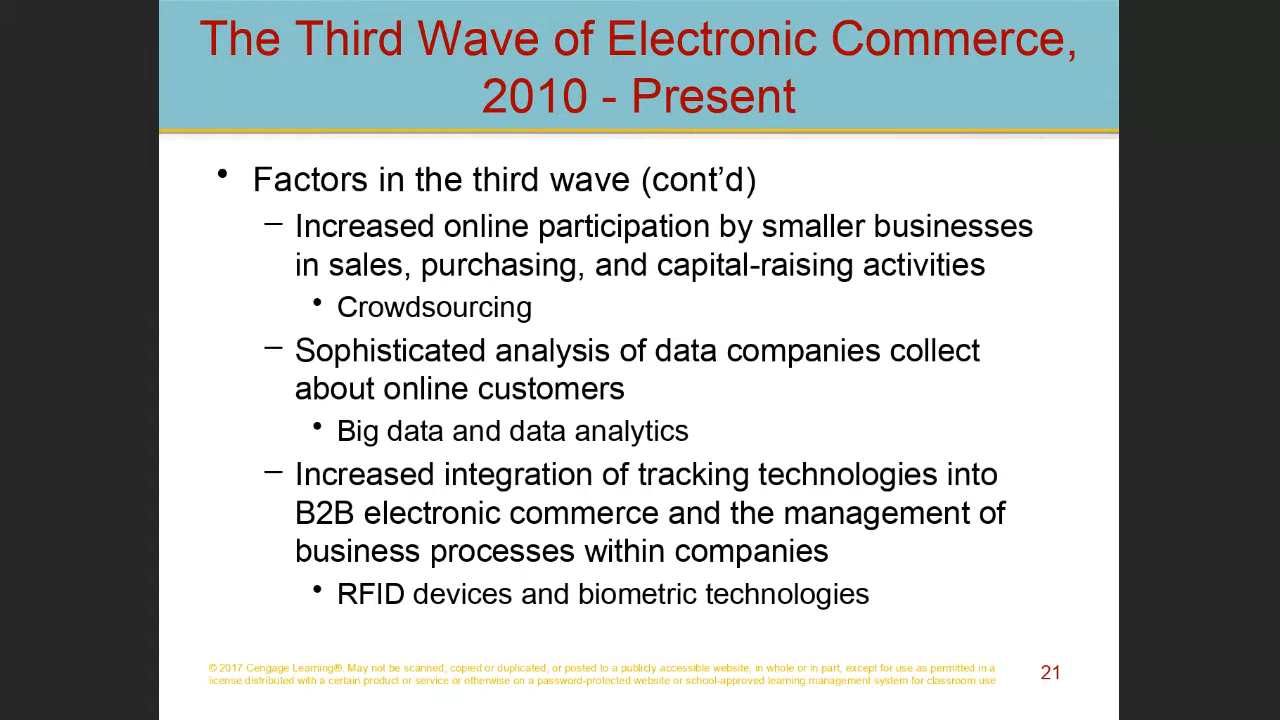 The Third Wave of Electronic Commerce,
2010 - Present
• Factors in the third wave (cont’d)
– Increased online participation by smaller businesses
in sales, purchasing, and capital-raising activities
• Crowdsourcing
– Sophisticated analysis of data companies collect
about online customers
• Big data and data analytics
– Increased integration of tracking technologies into
B2B electronic commerce and the management of
business processes within companies
• RFID devices and biometric technologies
© 2017 Cengage Learning®. May not be scanned, copied or duplicated, or posted to a publicly accessible website, in whole or in part, except for use as permitted in a
license distributed with a certain product or service or otherwise on a password-protected website or school-approved learning management system for classroom use
21